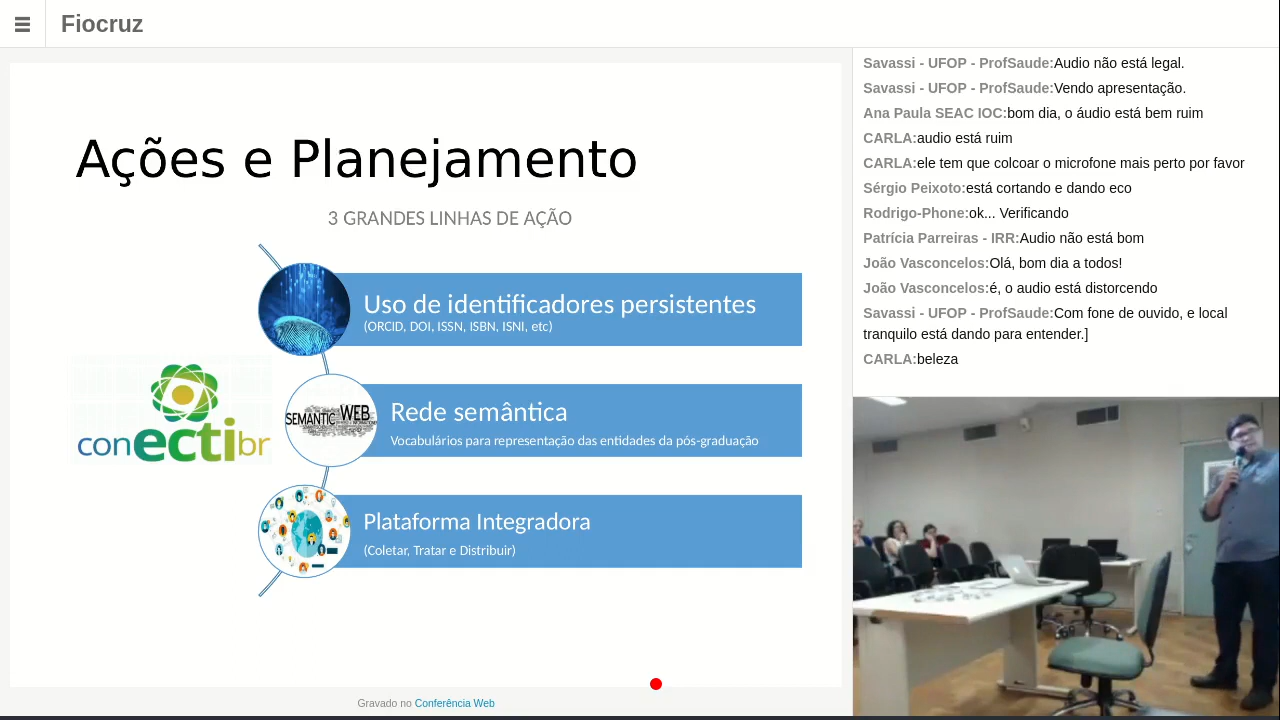 Fiocruz
Ações e Planejamento
3 GRANDES LINHAS DE AÇÃO
Uso de identificadores persistentes
(ORCID, DOI, ISSN, ISBN, ISNI, etc)
conectibr
SEMANTIC WEB
Rede semântica
Vocabulários para representação das entidades da pós-graduação
Plataforma Integradora
(Coletar, Tratar e Distribuir)
Gravado no Conferência Web
Savassi - UFOP - ProfSaude:Audio não está legal.
Savassi - UFOP - ProfSaude:Vendo apresentação.
Ana Paula SEAC IOC:bom dia, o áudio está bem ruim
CARLA:audio está ruim
CARLA:ele tem que colcoar o microfone mais perto por favor
Sérgio Peixoto:está cortando e dando eco
Rodrigo-Phone:ok... Verificando
Patrícia Parreiras - IRR:Audio não está bom
João Vasconcelos:Olá, bom dia a todos!
João Vasconcelos:é, o audio está distorcendo
Savassi - UFOP - ProfSaude:Com fone de ouvido, e local
tranquilo está dando para entender.]
CARLA:beleza